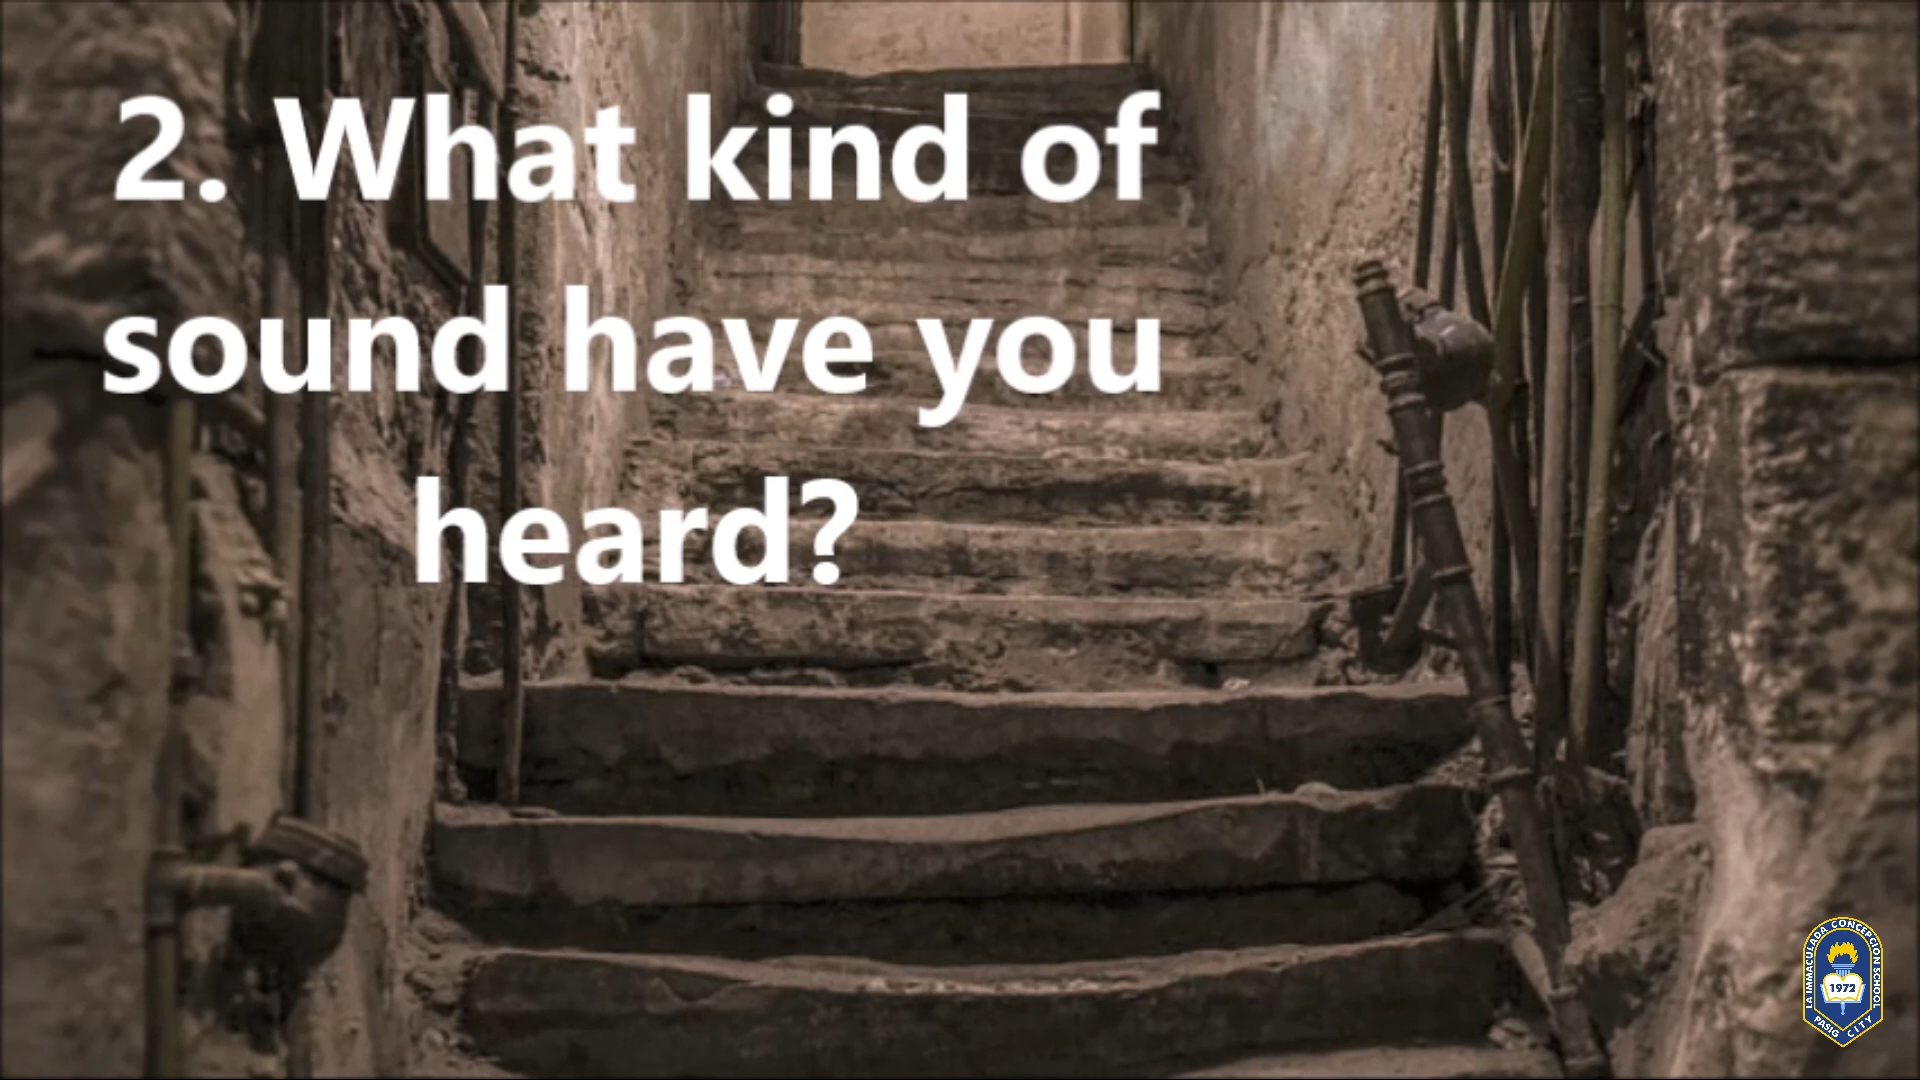 2. What kind of
sound have you
heard?
LA IMMACULADA CONCEPCION SCHOOL
1972
PASIG CITY